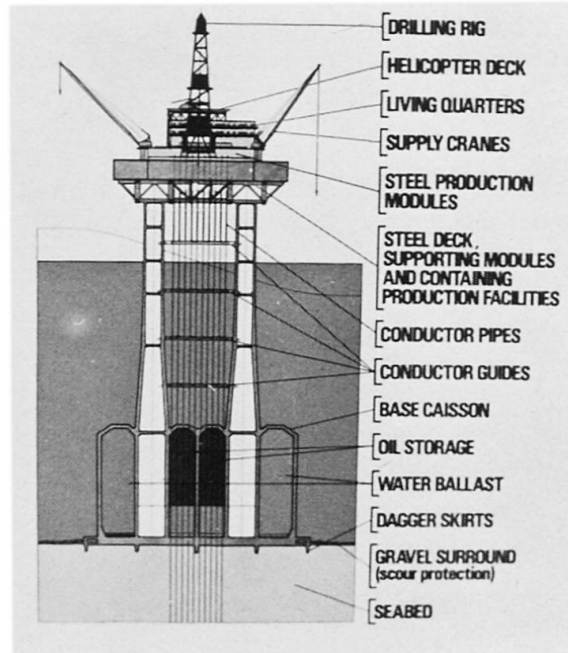 DRILLING RIG
HELICOPTER DECK
LIVING QUARTERS
SUPPLY CRANES
STEEL PRODUCTION
MODULES
STEEL DECK,
SUPPORTING MODULES
AND CONTAINING
PRODUCTION FACILITIES
CONDUCTOR PIPES
CONDUCTOR GUIDES
BASE CAISSON
OIL STORAGE
WATER BALLAST
DAGGER SKIRTS
GRAVEL SURROUND
(scour protection)
SEABED